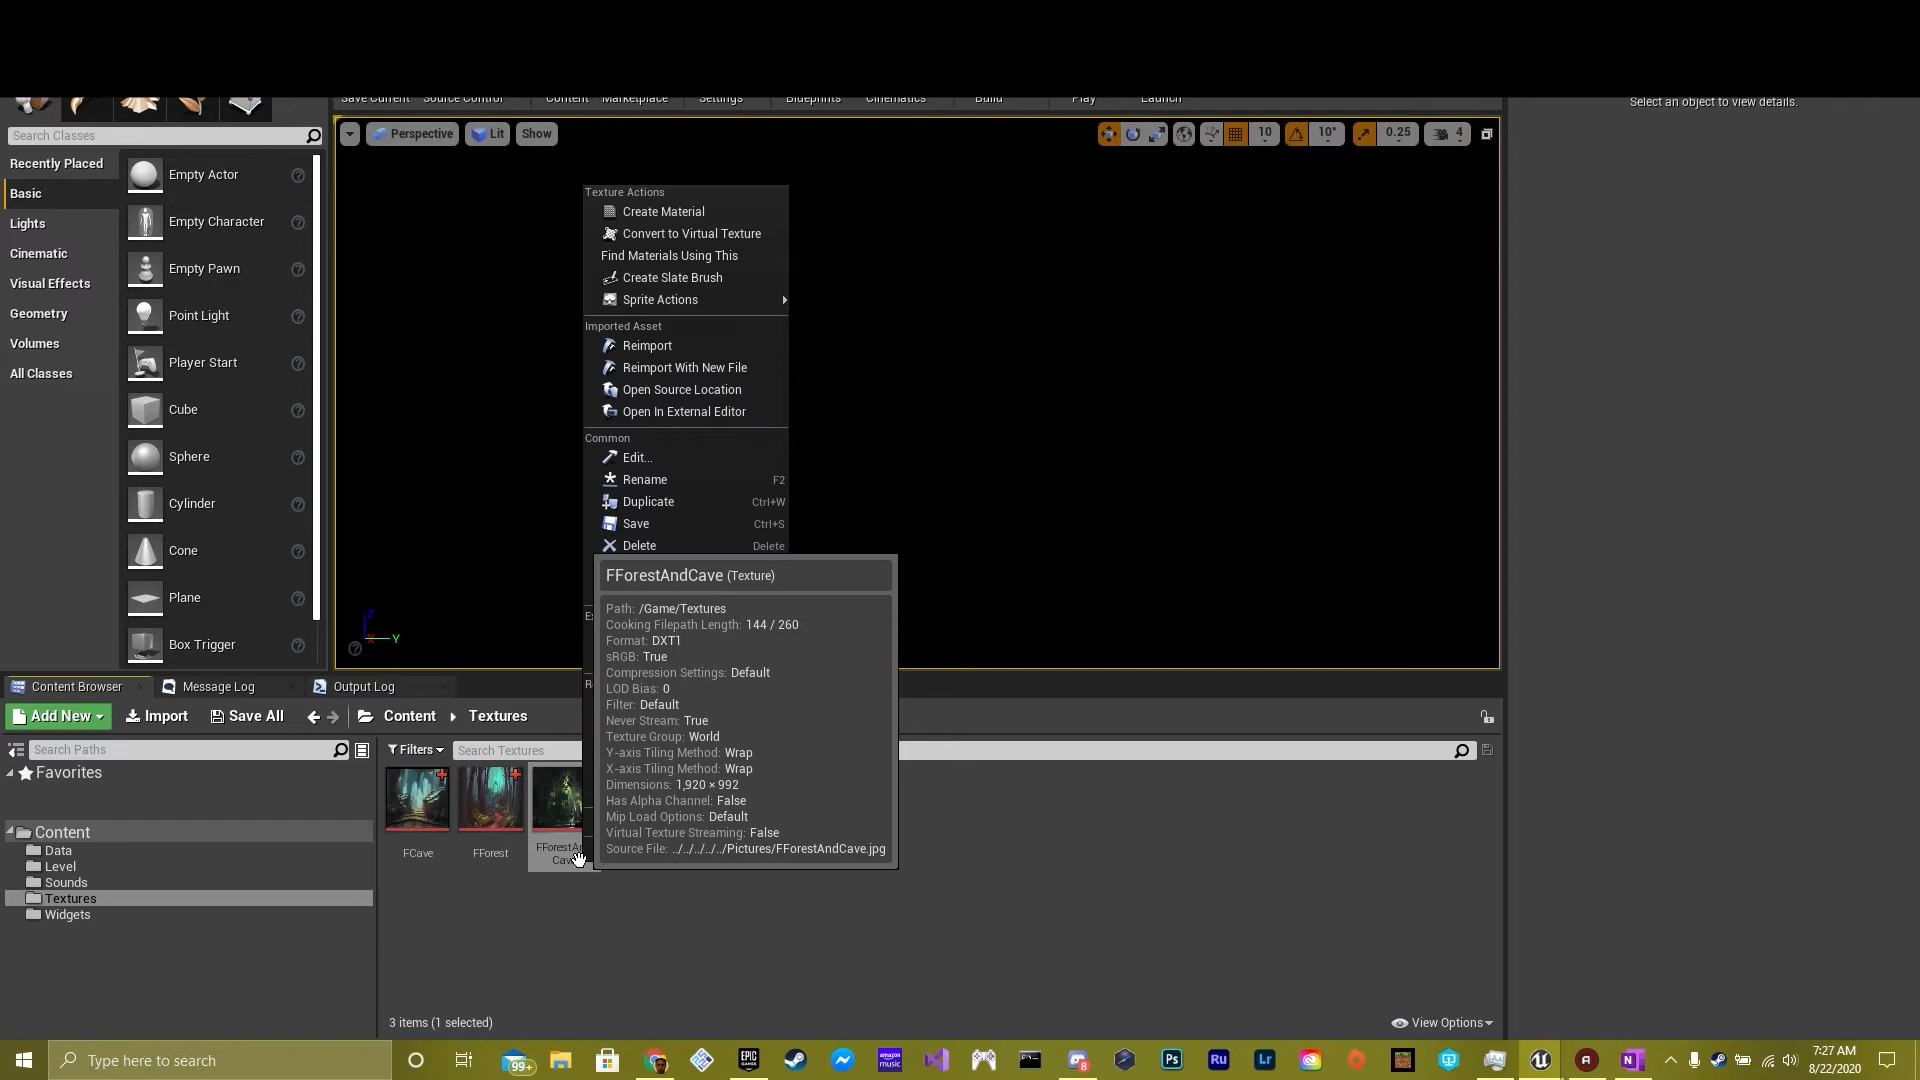 Save Current Source Control Content Marketplace Settings Blueprints Cinematics Build Play Launch
Select an object to view details.
Search Classes
Recently Placed
Basic
Lights
Cinematic
Visual Effects
Geometry
Volumes
All Classes
Empty Actor
Empty Character
Empty Pawn
Point Light
Player Start
Cube
Sphere
Cylinder
Cone
Plane
Box Trigger
Perspective Lit Show
10 10° 0.25 4
Z
X Y
Texture Actions
Create Material
Convert to Virtual Texture
Find Materials Using This
Create Slate Brush
Sprite Actions
Imported Asset
Reimport
Reimport With New File
Open Source Location
Open In External Editor
Common
Edit...
Rename F2
Duplicate Ctrl+W
Save Ctrl+S
Delete Delete
FForestAndCave (Texture)
Path: /Game/Textures
Cooking Filepath Length: 144 / 260
Format: DXT1
sRGB: True
Compression Settings: Default
LOD Bias: 0
Filter: Default
Never Stream: True
Texture Group: World
Y-axis Tiling Method: Wrap
X-axis Tiling Method: Wrap
Dimensions: 1,920 × 992
Has Alpha Channel: False
Mip Load Options: Default
Virtual Texture Streaming: False
Source File: ../../../../../Pictures/FForestAndCave.jpg
Content Browser Message Log Output Log
Add New Import Save All Content Textures
Search Paths
Filters Search Textures
Favorites
Content
Data
Level
Sounds
Textures
Widgets
FCave
FForest
3 items (1 selected)
View Options
Type here to search
99+
EPIC GAMES
amazon music
8
Ps Ru Lr
N
7:27 AM
8/22/2020